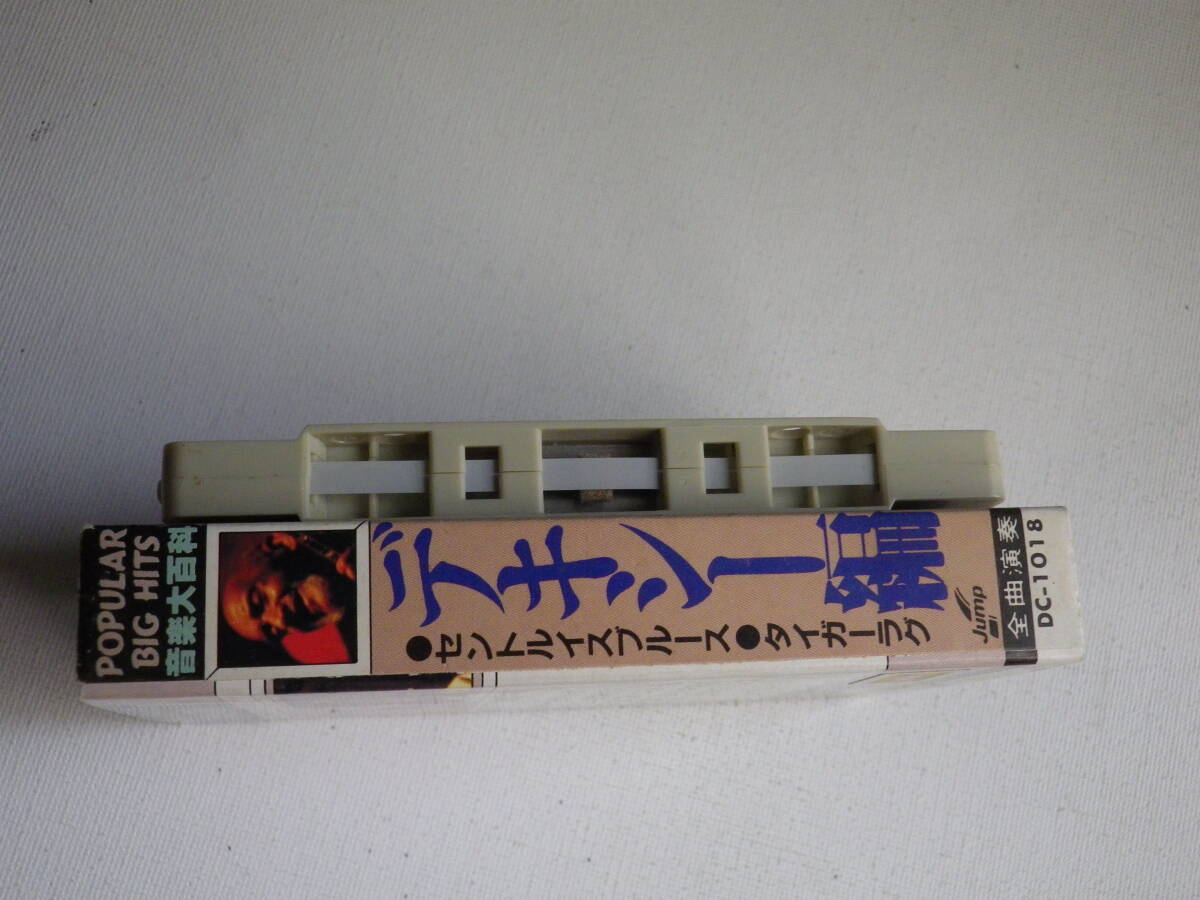 POPULAR
BIG HITS
音楽大百科
デキシー編
●セントルイスブルース●タイガーラグ
Jump
全曲演奏
DC-1018